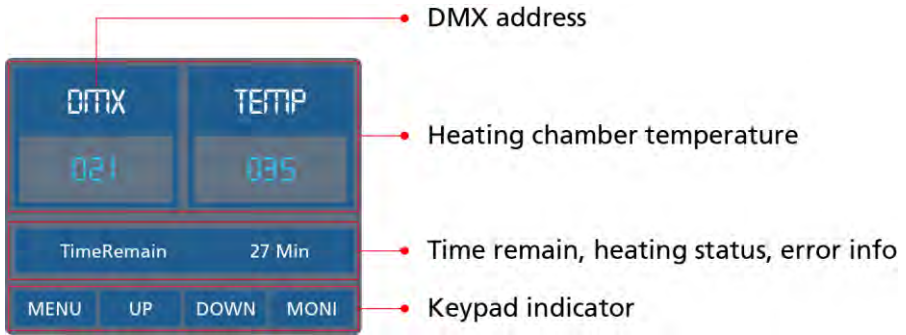 DMX address
DMX TEMP
Heating chamber temperature
021 035
TimeRemain 27 Min
Time remain, heating status, error info
MENU UP DOWN MONI
Keypad indicator